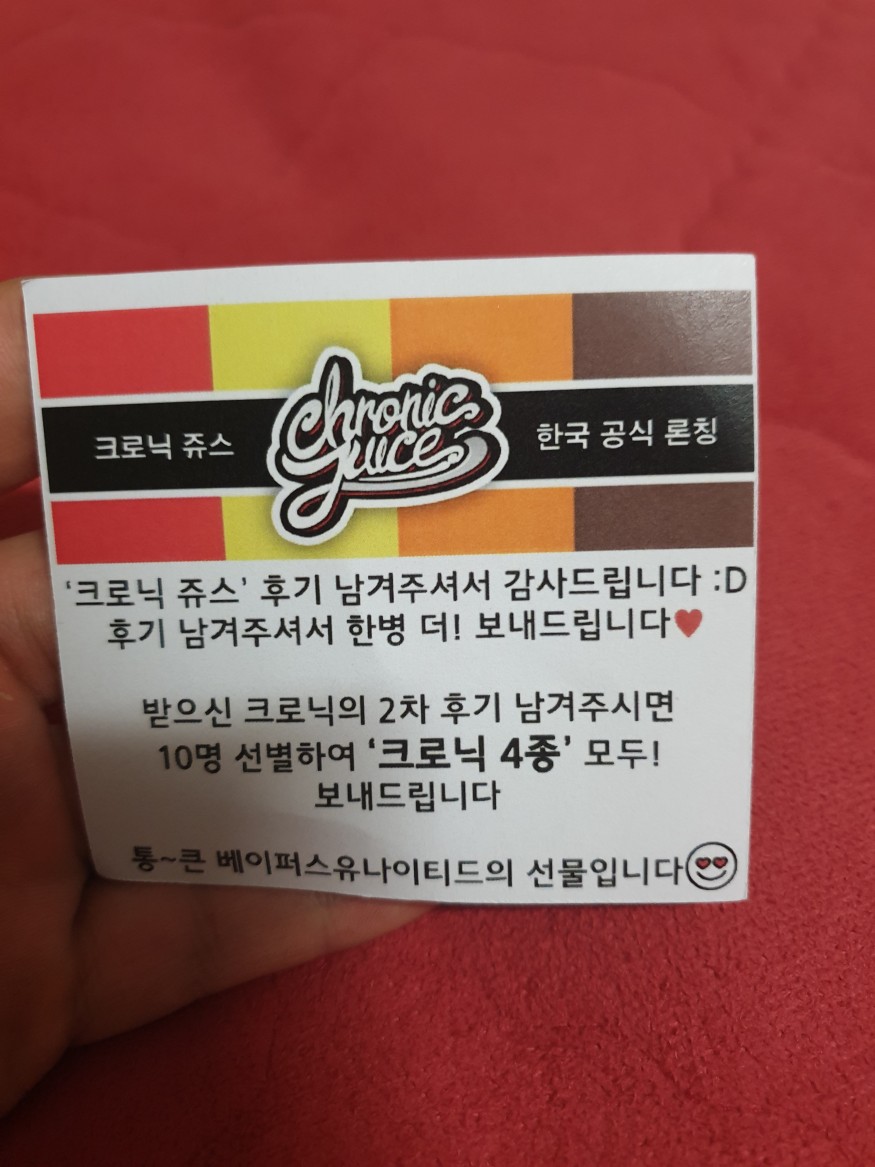 크로닉 쥬스
chronic
juice
한국 공식 론칭
‘크로닉 쥬스’ 후기 남겨주셔서 감사드립니다 :D
후기 남겨주셔서 한병 더! 보내드립니다♥
받으신 크로닉의 2차 후기 남겨주시면
10명 선별하여 ‘크로닉 4종’ 모두!
보내드립니다
통~큰 베이퍼스유나이티드의 선물입니다😍